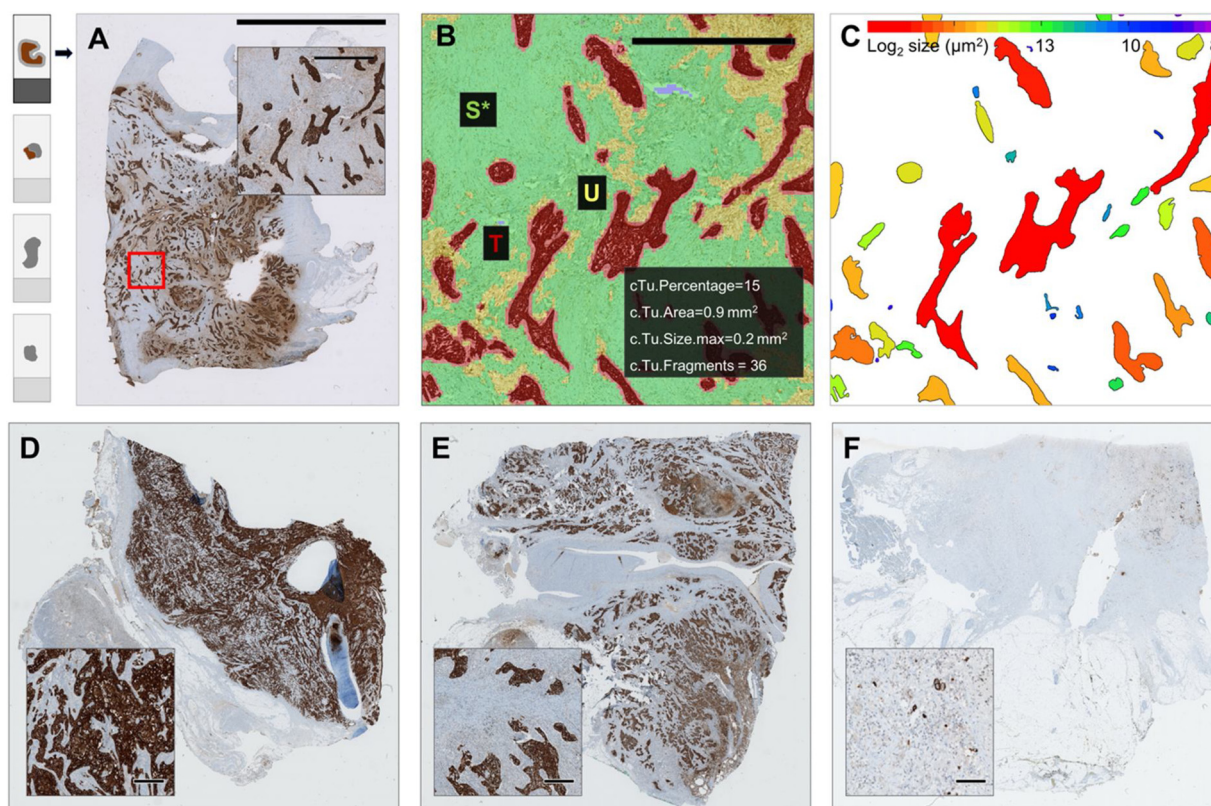 A
B
C
Log₂ size (µm²)
13
10
S*
U
T
cTu.Percentage=15
c.Tu.Area=0.9 mm²
c.Tu.Size.max=0.2 mm²
c.Tu.Fragments = 36
D
E
F